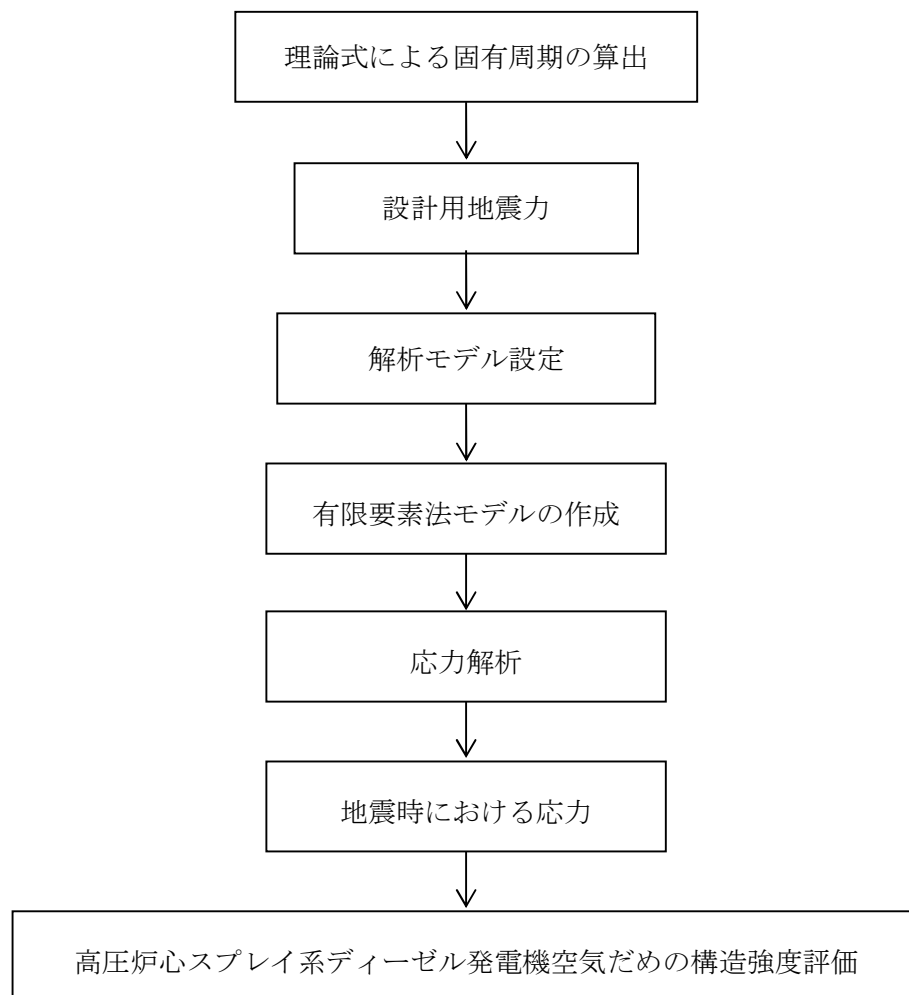 理論式による固有周期の算出
設計用地震力
解析モデル設定
有限要素法モデルの作成
応力解析
地震時における応力
高圧炉心スプレイ系ディーゼル発電機空気だめの構造強度評価